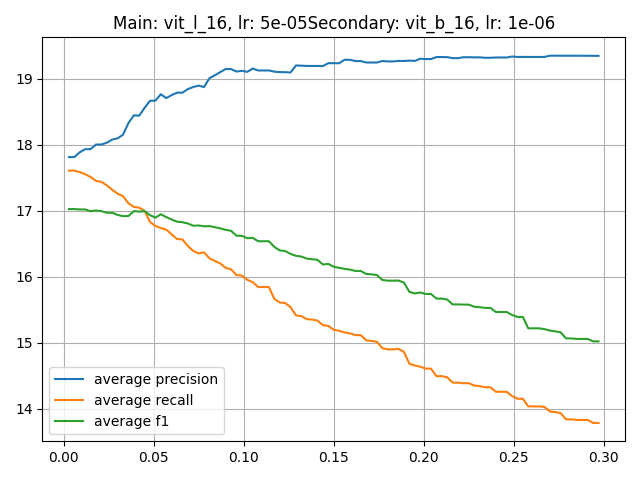 Main: vit_l_16, lr: 5e-05Secondary: vit_b_16, lr: 1e-06
19
18
17
16
15
14
average precision
average recall
average f1
0.00 0.05 0.10 0.15 0.20 0.25 0.30